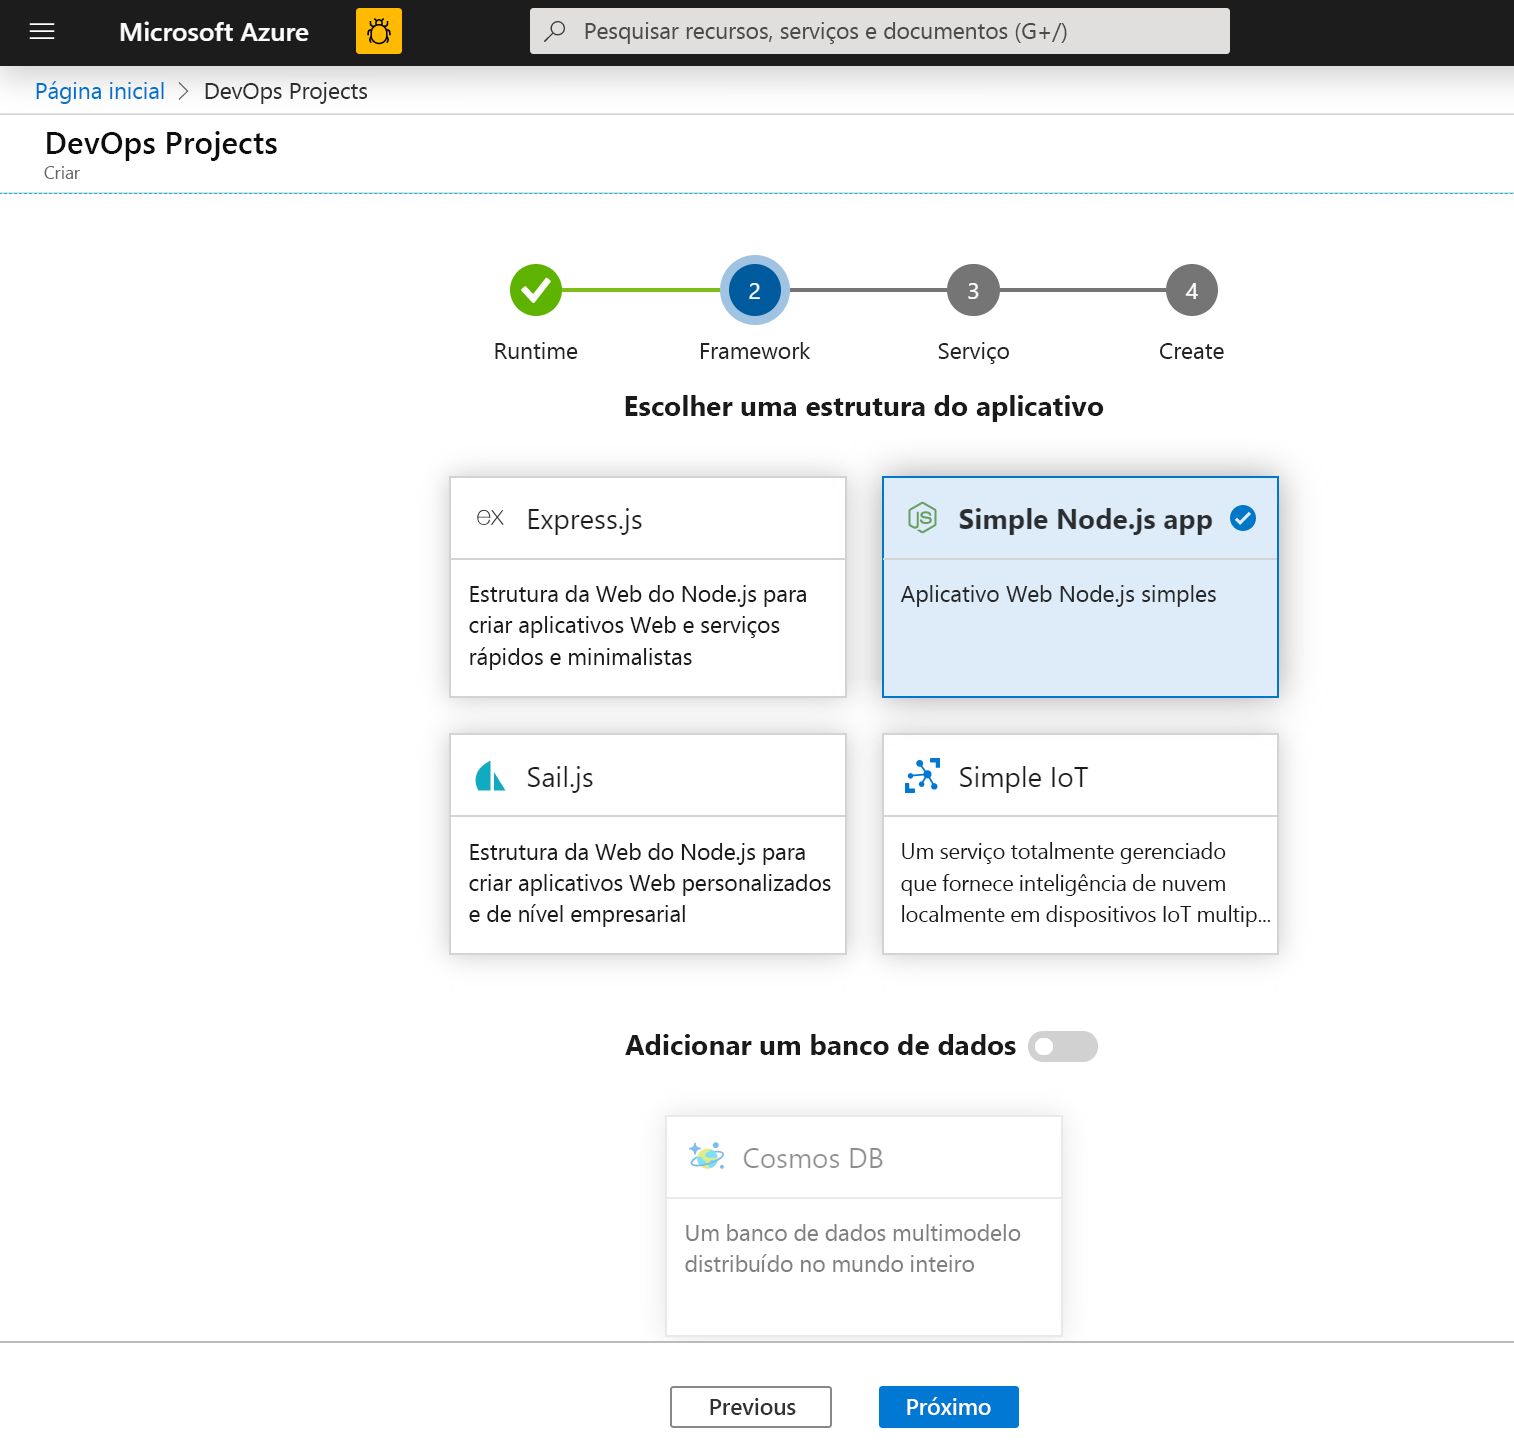 Microsoft Azure
Pesquisar recursos, serviços e documentos (G+/)
Página inicial > DevOps Projects
DevOps Projects
Criar
2
3
4
Runtime
Framework
Serviço
Create
Escolher uma estrutura do aplicativo
ex Express.js
Estrutura da Web do Node.js para
criar aplicativos Web e serviços
rápidos e minimalistas
JS Simple Node.js app
Aplicativo Web Node.js simples
Sail.js
Estrutura da Web do Node.js para
criar aplicativos Web personalizados
e de nível empresarial
Simple IoT
Um serviço totalmente gerenciado
que fornece inteligência de nuvem
localmente em dispositivos IoT multip...
Adicionar um banco de dados
Cosmos DB
Um banco de dados multimodelo
distribuído no mundo inteiro
Previous
Próximo